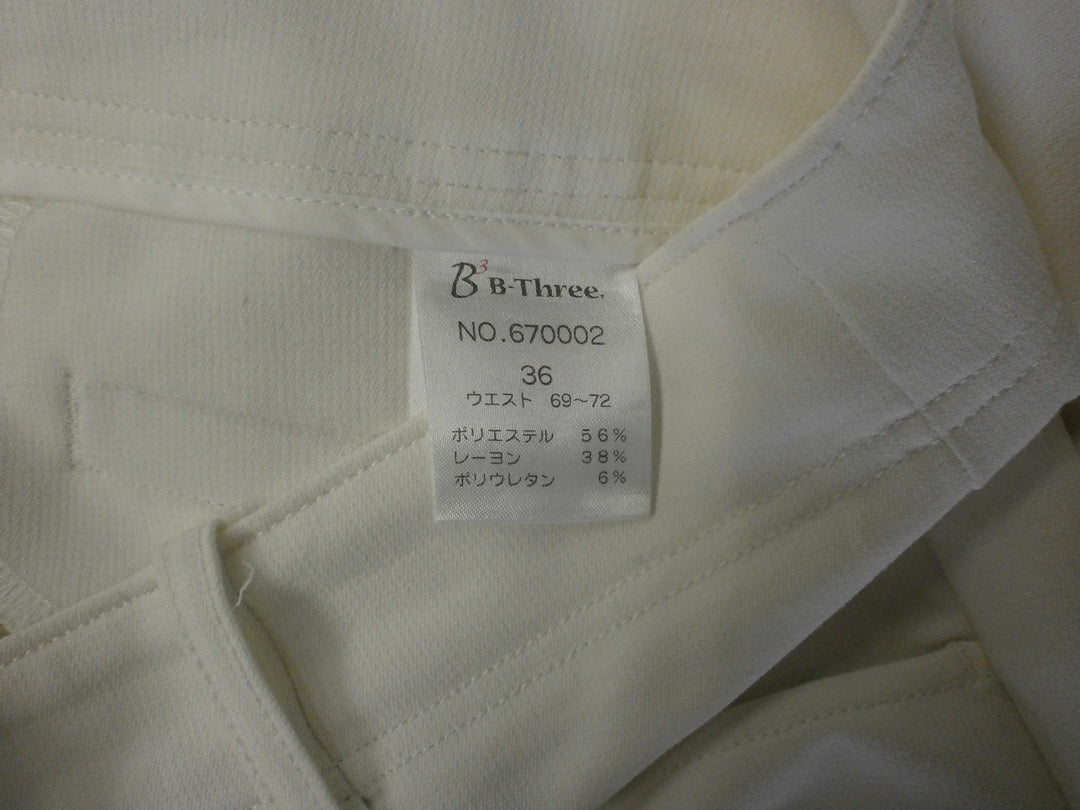 B3 B-Three.
NO.670002
36
ウエスト 69〜72
ポリエステル 56%
レーヨン 38%
ポリウレタン 6%